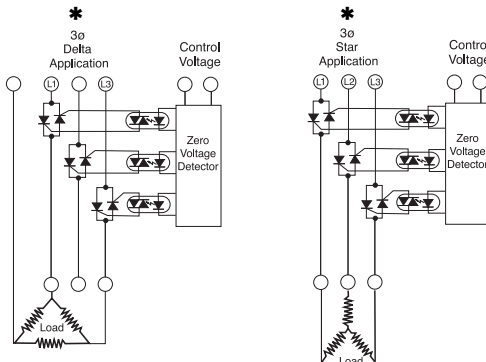 *
3ø
Delta
Application
Control
Voltage
L1
L3
Zero
Voltage
Detector
Load
*
3ø
Star
Application
Control
Voltage
L1
L2
L3
Zero
Voltage
Detector
Load